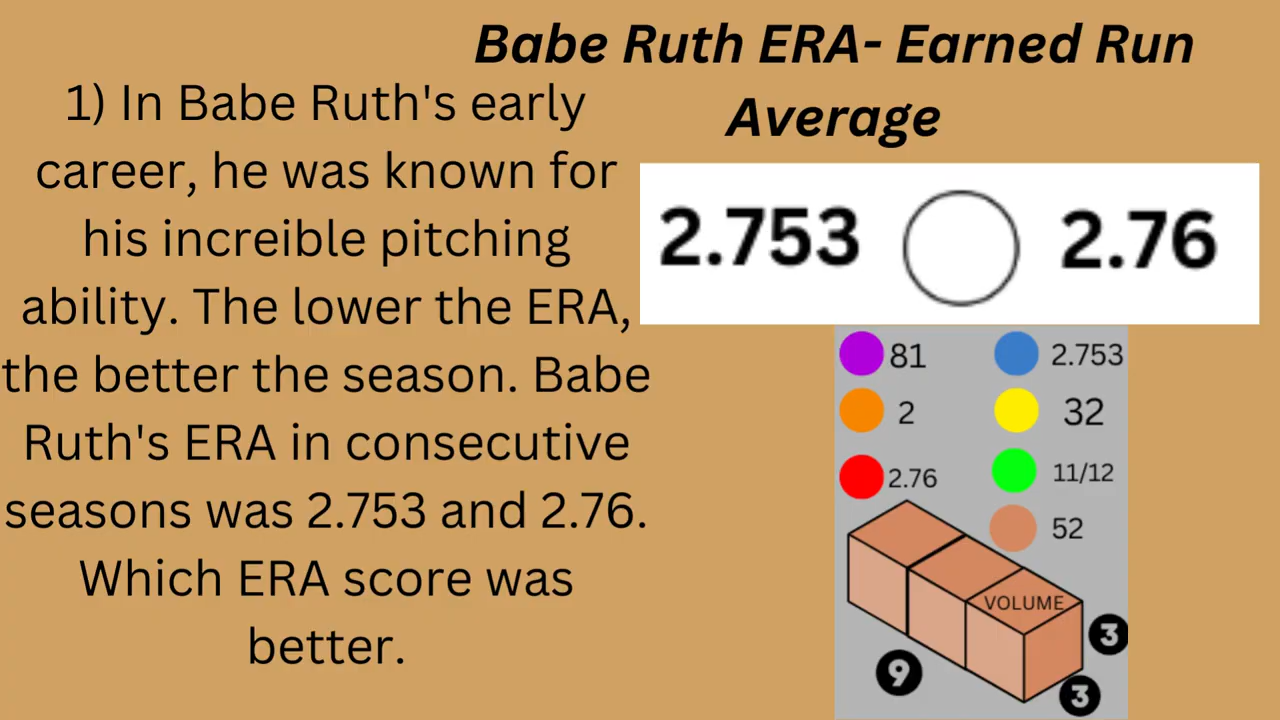 Babe Ruth ERA- Earned Run
Average
1) In Babe Ruth's early
career, he was known for
his increible pitching
ability. The lower the ERA,
the better the season. Babe
Ruth's ERA in consecutive
seasons was 2.753 and 2.76.
Which ERA score was
better.
2.753 2.76
81 2.753
2 32
2.76 11/12
52
VOLUME
3
9
3